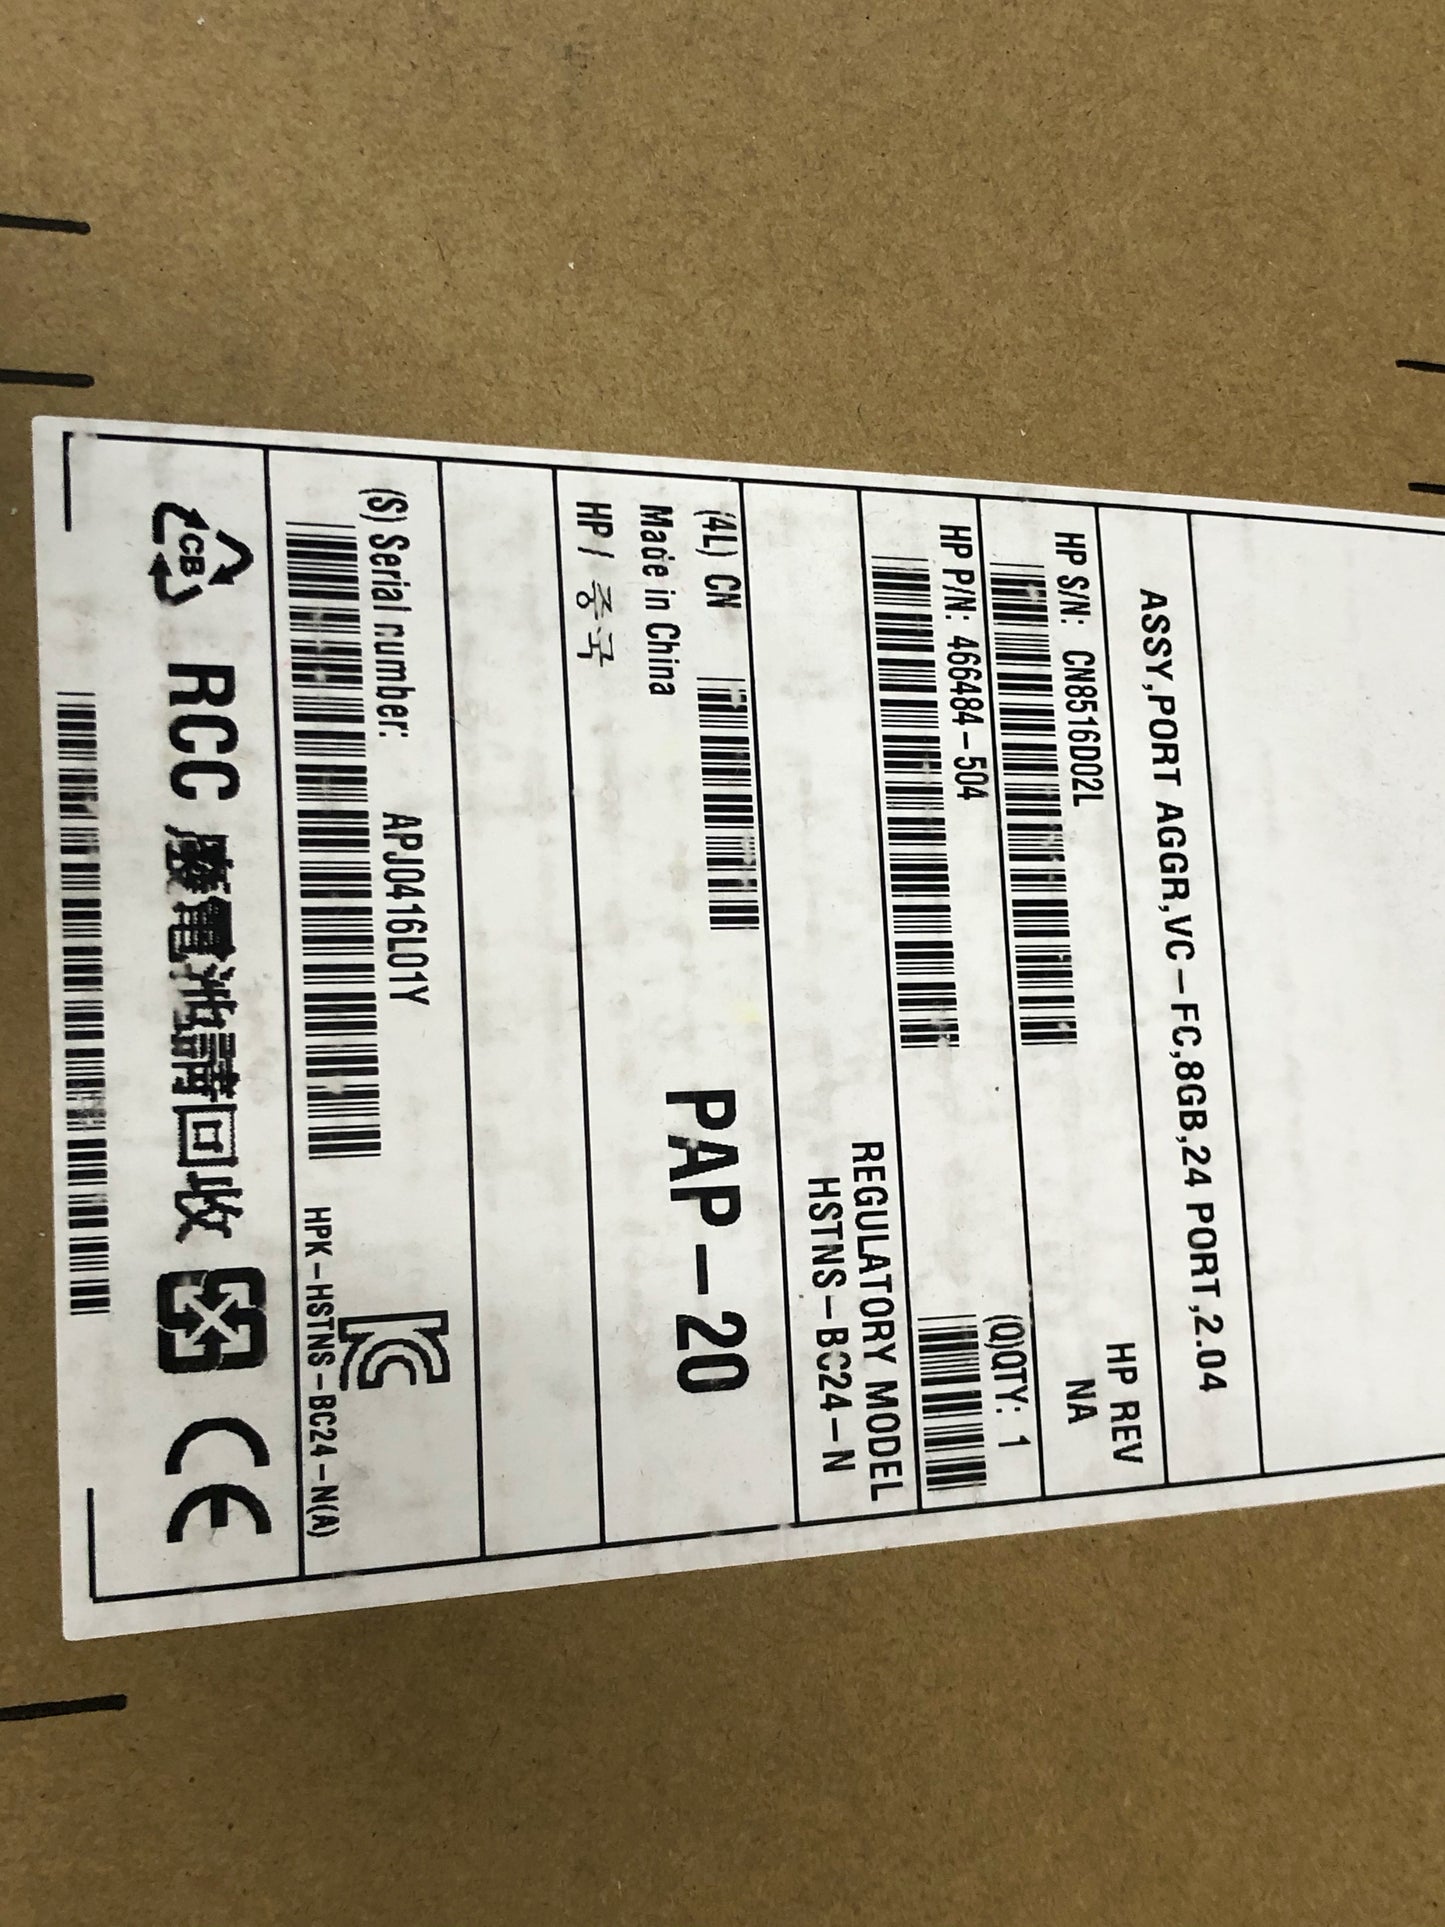 ASSY,PORT AGGR,VC-FC,8GB,24 PORT,2.04
HP S/N: CN8516D02L
HP REV
NA
HP P/N: 466484-504
(Q)QTY: 1
REGULATORY MODEL
HSTNS-BC24-N
(4L) CN
Made in China
HP / 중국
PAP-20
(S) Serial number: APJ0416L01Y
HPK-HSTNS-BC24-N(A)
CB RCC 廢電池請回收 CE